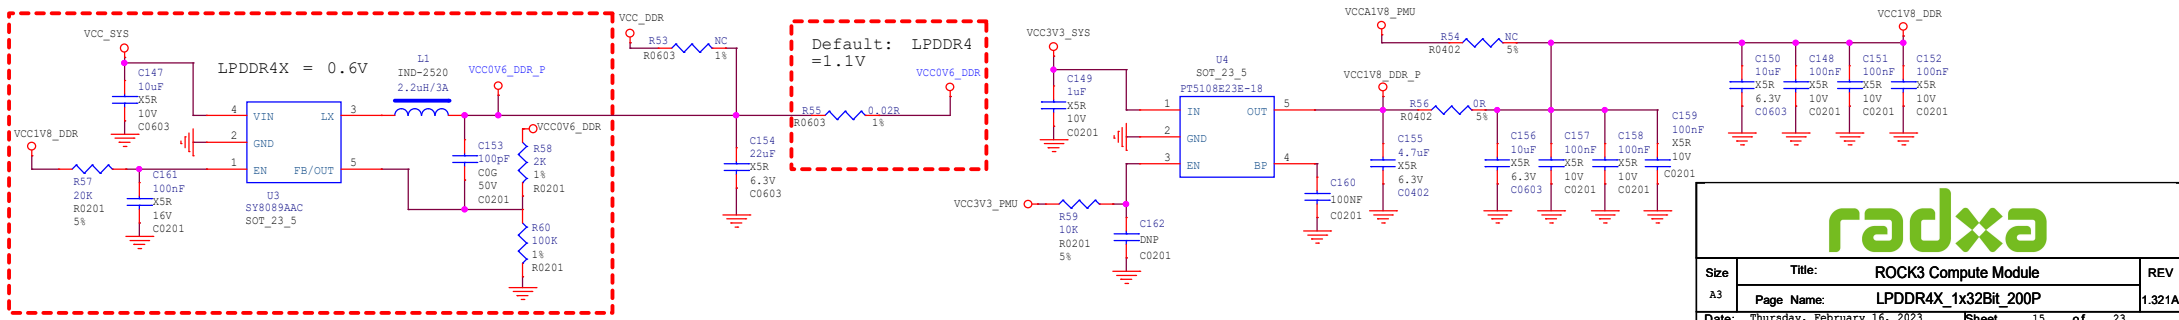 VCC_SYS
C147
10uF
X5R
10V
C0603
LPDDR4X = 0.6V
L1
IND-2520
2.2uH/3A
VCC0V6_DDR_P
4
VIN
LX
3
2
GND
1
EN
FB/OUT
5
U3
SY8089AAC
SOT_23_5
VCC1V8_DDR
R57
20K
R0201
5%
C161
100nF
X5R
16V
C0201
C153
100pF
C0G
50V
C0201
VCC0V6_DDR
R58
2K
1%
R0201
R60
100K
1%
R0201
VCC_DDR
R53
NC
R0603
1%
C154
22uF
X5R
6.3V
C0603
Default: LPDDR4
=1.1V
VCC0V6_DDR
R55
0.02R
R0603
1%
VCC3V3_SYS
C149
1uF
X5R
10V
C0201
U4
SOT_23_5
PT5108E23E-18
1
IN
OUT
5
2
GND
3
EN
BP
4
VCC3V3_PMU
R59
10K
R0201
5%
C162
DNP
C0201
C160
100NF
C0201
VCC1V8_DDR_P
R56
0R
R0402
5%
C155
4.7uF
X5R
6.3V
C0402
VCCA1V8_PMU
R54
NC
R0402
5%
C156
10uF
X5R
6.3V
C0603
C157
100nF
X5R
10V
C0201
C158
100nF
X5R
10V
C0201
C159
100nF
X5R
10V
C0201
VCC1V8_DDR
C150
10uF
X5R
6.3V
C0603
C148
100nF
X5R
10V
C0201
C151
100nF
X5R
10V
C0201
C152
100nF
X5R
10V
C0201
radxa
Size
A3
Title: ROCK3 Compute Module
REV
Page Name: LPDDR4X_1x32Bit_200P
1.321A
Date: Thursday, February 16, 2023 Sheet 15 of 23